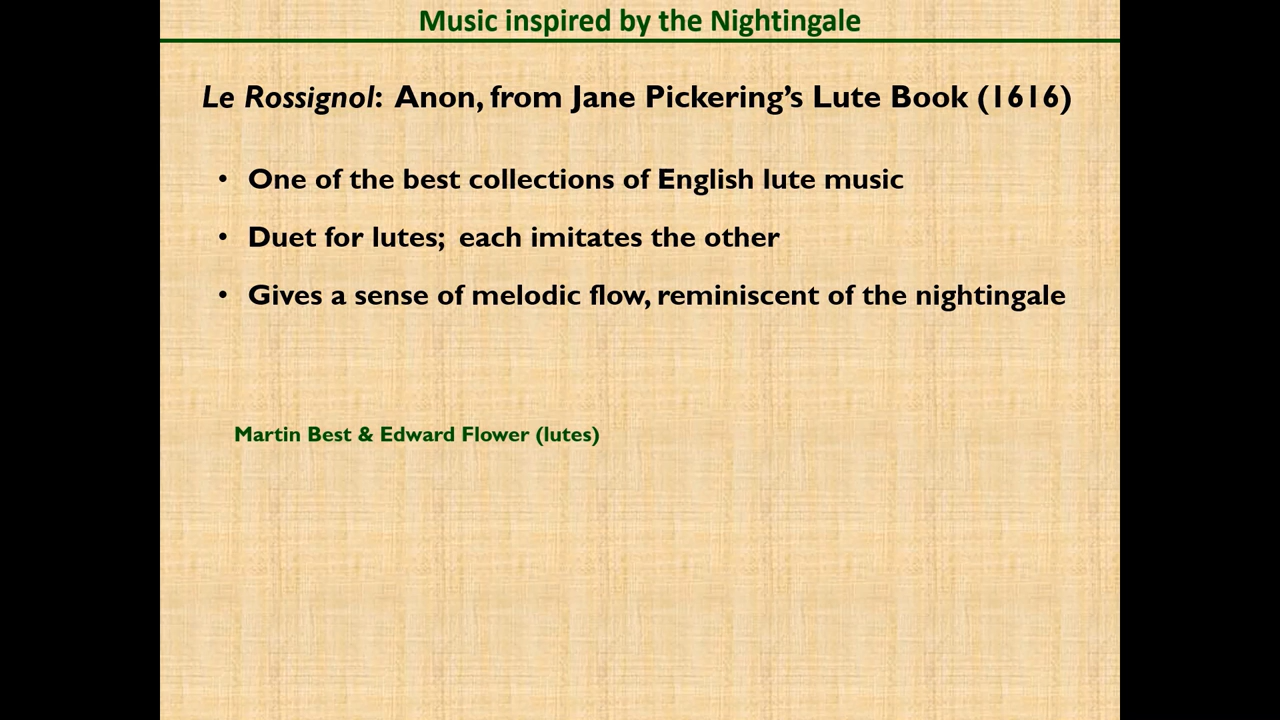 Music inspired by the Nightingale
Le Rossignol:  Anon, from Jane Pickering’s Lute Book (1616)
• One of the best collections of English lute music
• Duet for lutes;  each imitates the other
• Gives a sense of melodic flow, reminiscent of the nightingale
Martin Best & Edward Flower (lutes)